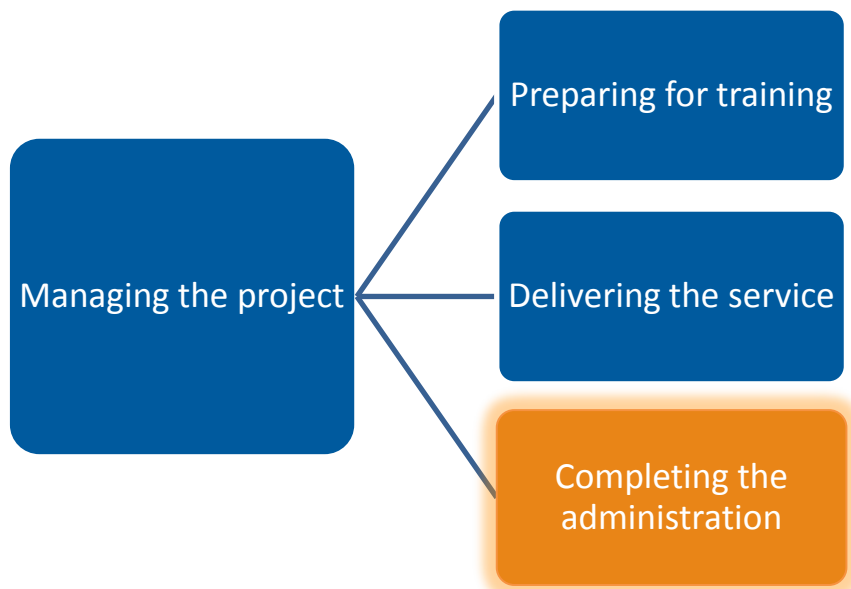 Managing the project
Preparing for training
Delivering the service
Completing the
administration